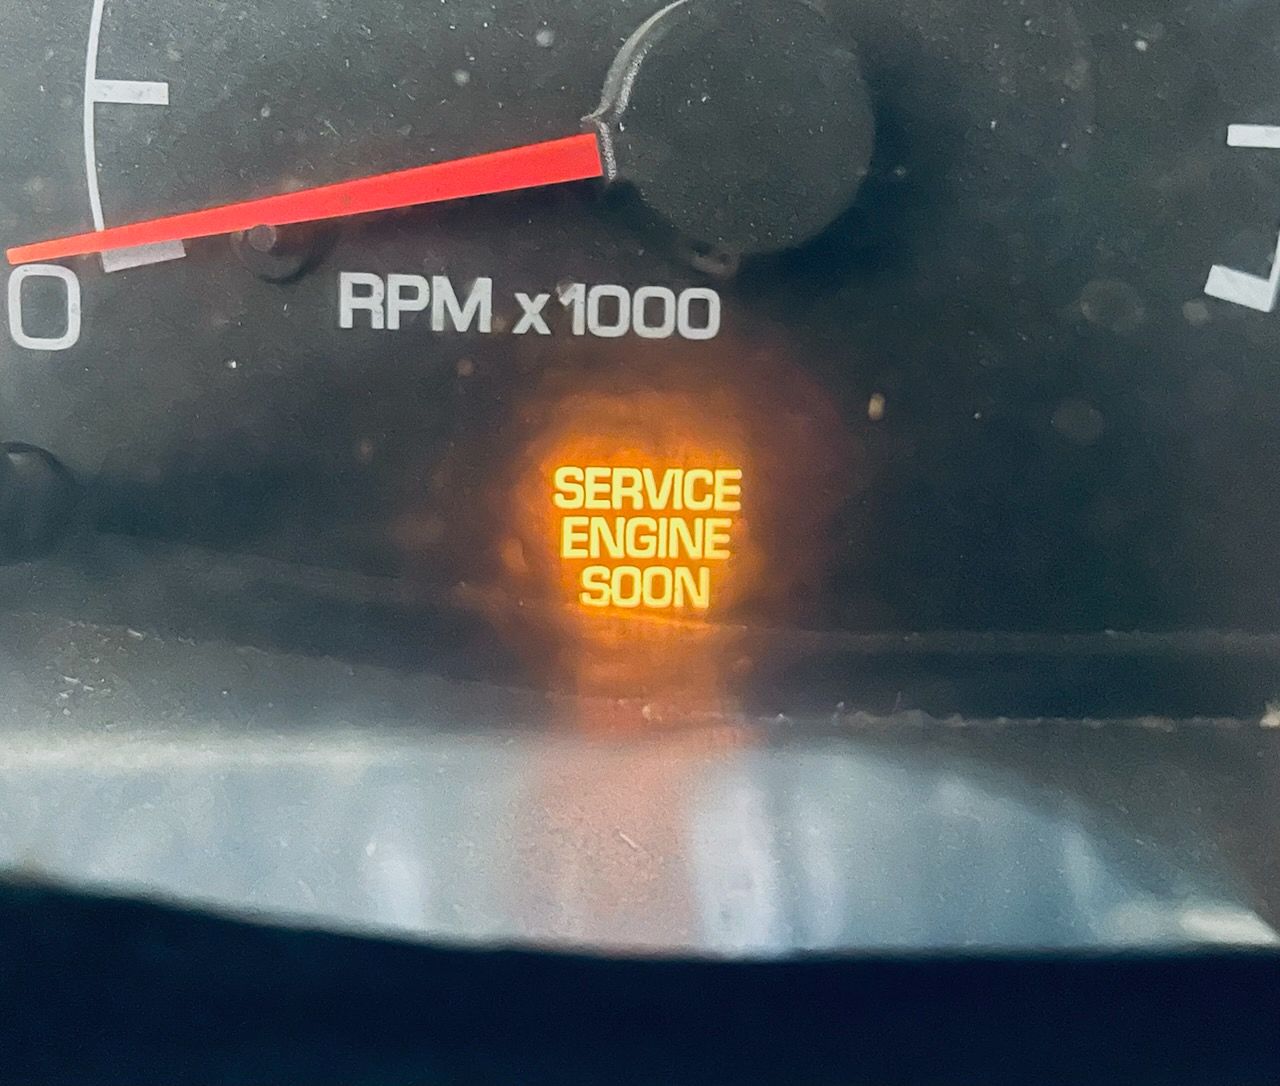 0
RPM x1000
SERVICE
ENGINE
SOON